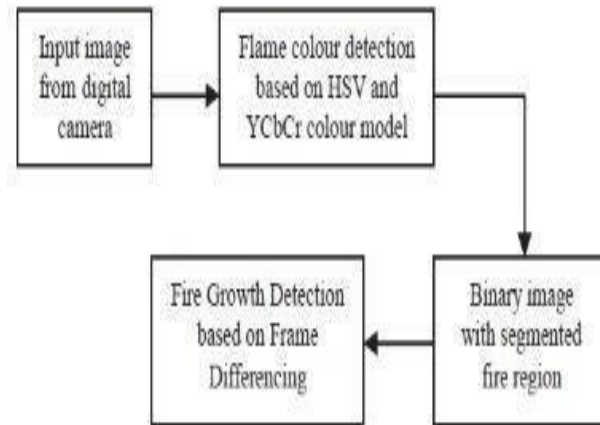 Input image
from digital
camera
Flame colour detection
based on HSV and
YCbCr colour model
Binary image
with segmented
fire region
Fire Growth Detection
based on Frame
Differencing